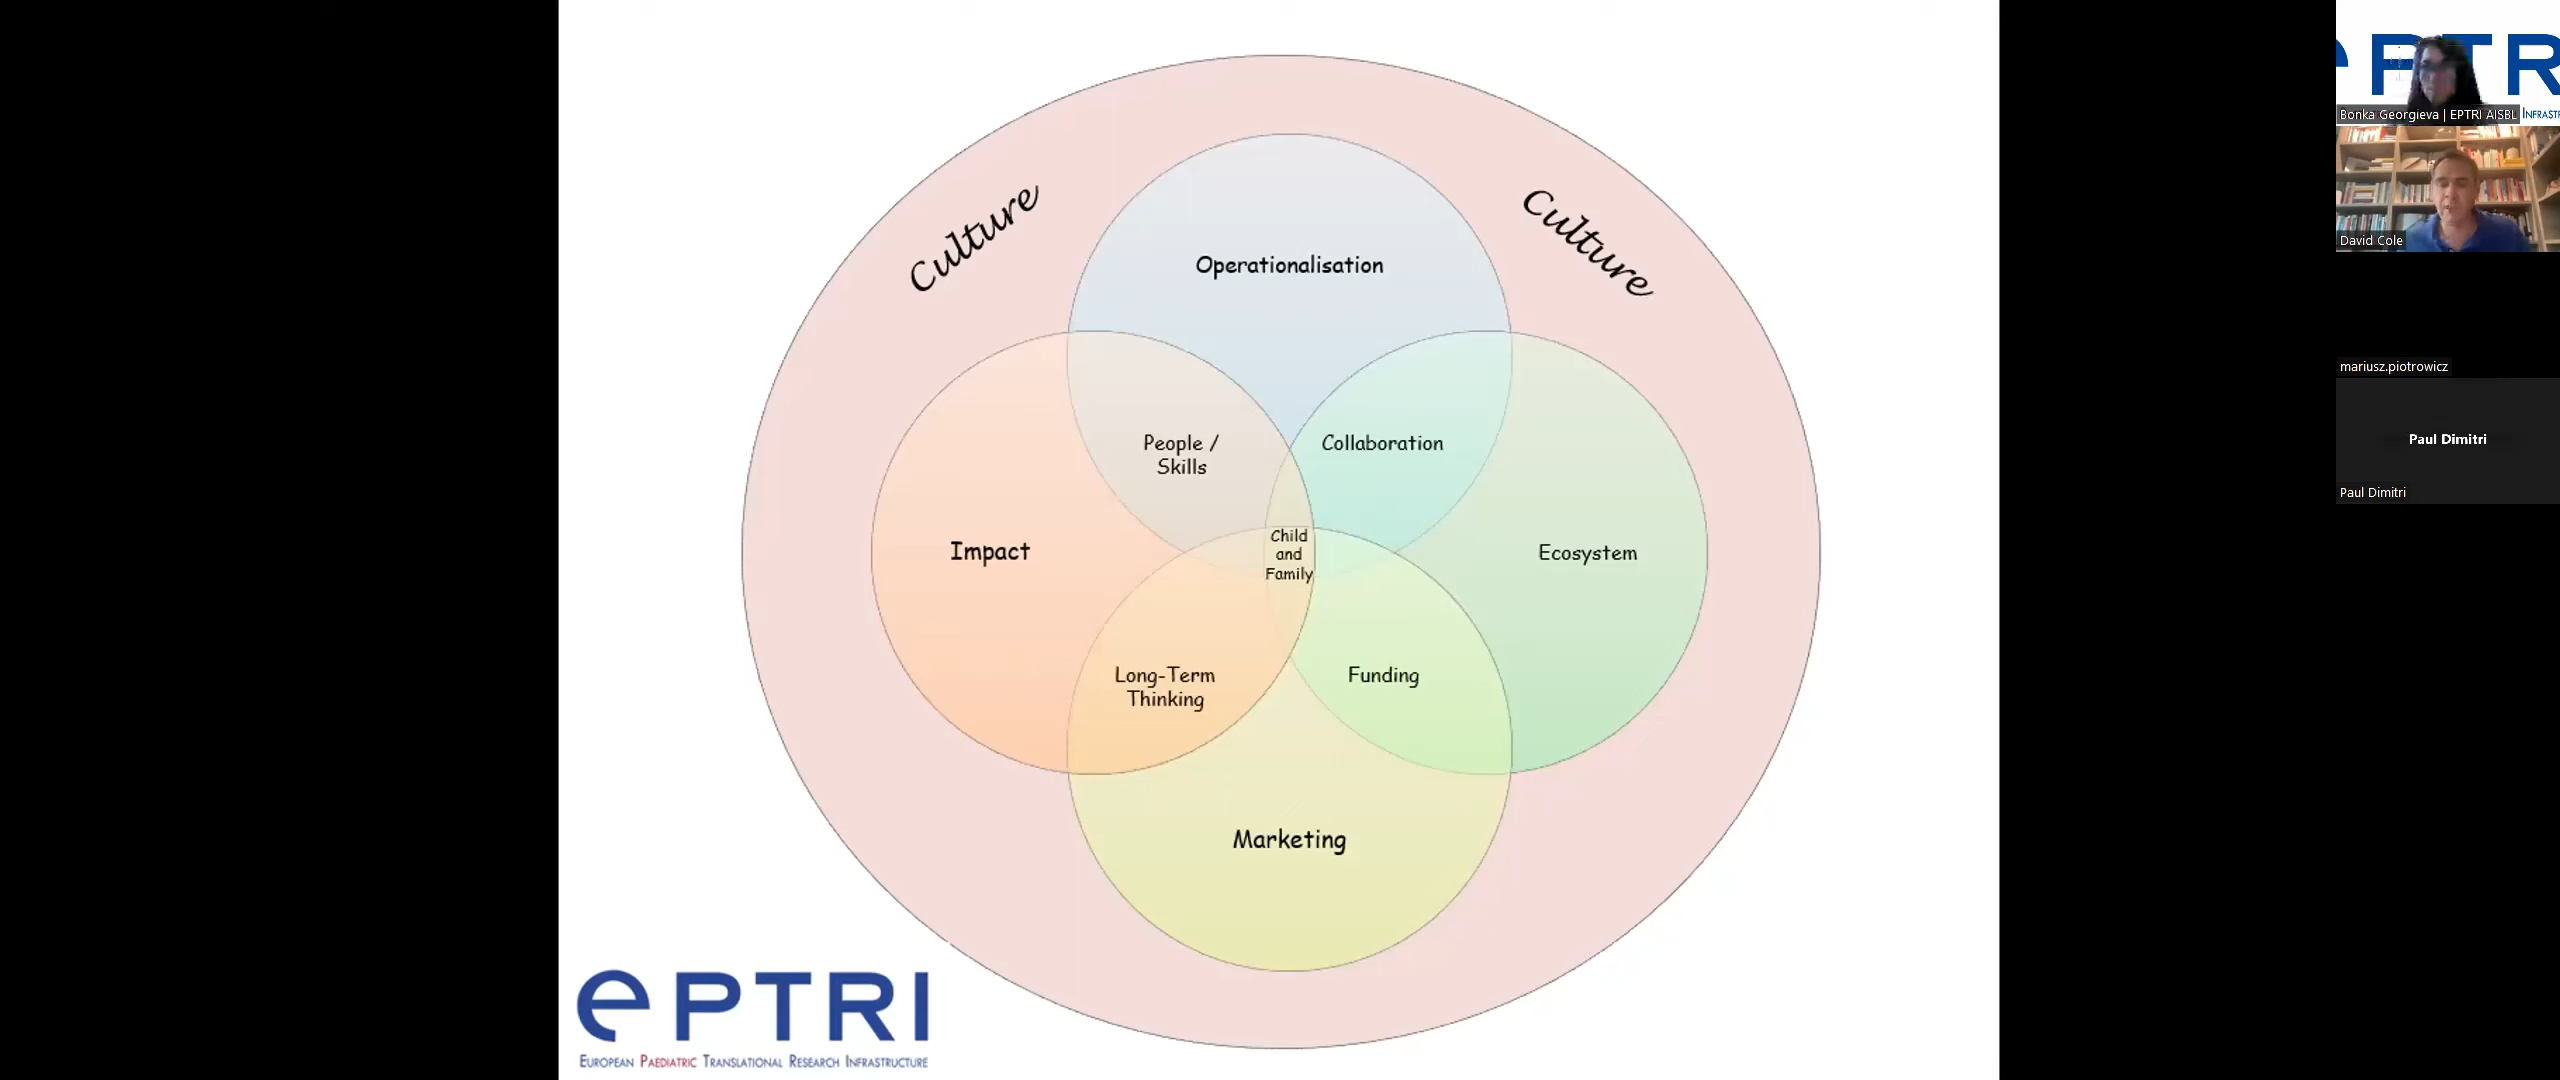 Culture
Culture
Operationalisation
People /
Skills
Collaboration
Impact
Child
and
Family
Ecosystem
Long-Term
Thinking
Funding
Marketing
ePTRI
EUROPEAN PAEDIATRIC TRANSLATIONAL RESEARCH INFRASTRUCTURE
Bonka Georgieva | EPTRI AISBL
David Cole
mariusz.piotrowicz
Paul Dimitri
Paul Dimitri